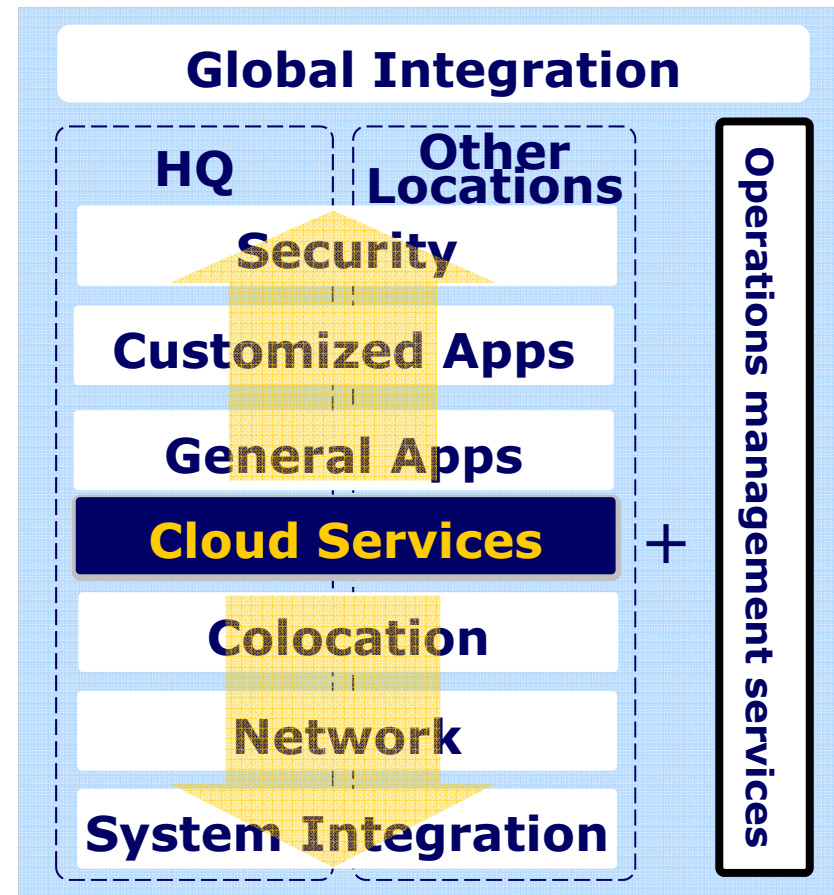 Global Integration
HQ
Other
Locations
Security
Customized Apps
General Apps
Cloud Services
+
Colocation
Network
System Integration
Operations management services